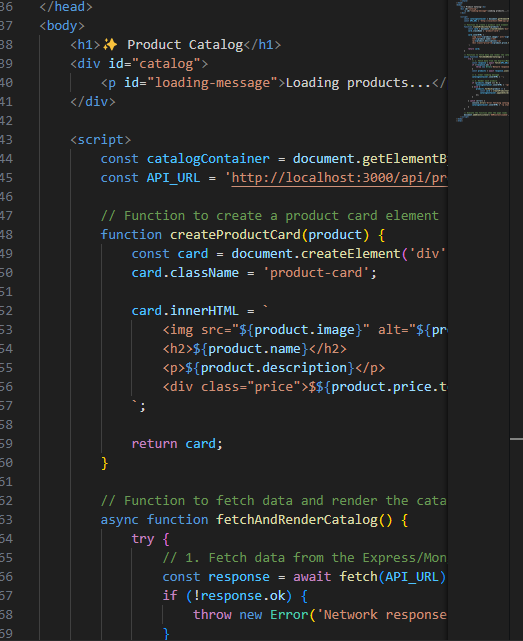 36 </head>
37 <body>
38 <h1>✨ Product Catalog</h1>
39 <div id="catalog">
40 <p id="loading-message">Loading products...</
41 </div>
42
43 <script>
44 const catalogContainer = document.getElementB
45 const API_URL = 'http://localhost:3000/api/pr
46
47 // Function to create a product card element
48 function createProductCard(product) {
49 const card = document.createElement('div'
50 card.className = 'product-card';
51
52 card.innerHTML = `
53 <img src="${product.image}" alt="${pr
54 <h2>${product.name}</h2>
55 <p>${product.description}</p>
56 <div class="price">$${product.price.t
57 `;
58
59 return card;
60 }
61
62 // Function to fetch data and render the cata
63 async function fetchAndRenderCatalog() {
64 try {
65 // 1. Fetch data from the Express/Mon
66 const response = await fetch(API_URL)
67 if (!response.ok) {
68 throw new Error('Network response
69 }